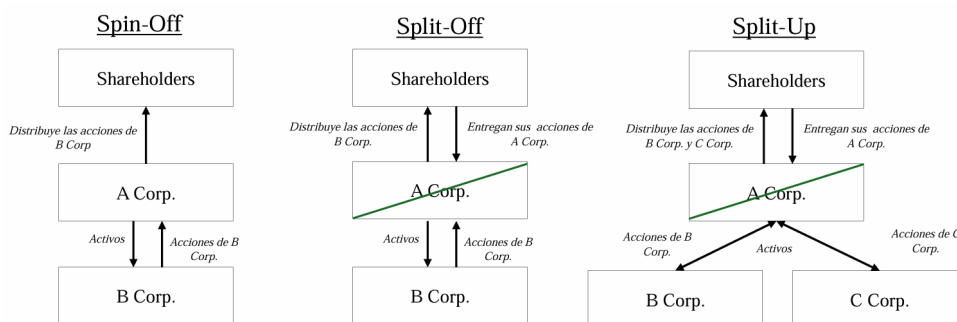 Spin-Off
Shareholders
Distribuye las acciones de
B Corp
A Corp.
Activos
Acciones de B
Corp.
B Corp.
Split-Off
Shareholders
Distribuye las acciones de
B Corp.
Entregan sus acciones de
A Corp.
A Corp.
Activos
Acciones de B
Corp.
B Corp.
Split-Up
Shareholders
Distribuye las acciones de
B Corp. y C Corp.
Entregan sus acciones de
A Corp.
A Corp.
Acciones de B
Corp.
Activos
Acciones de C
Corp.
B Corp.
C Corp.